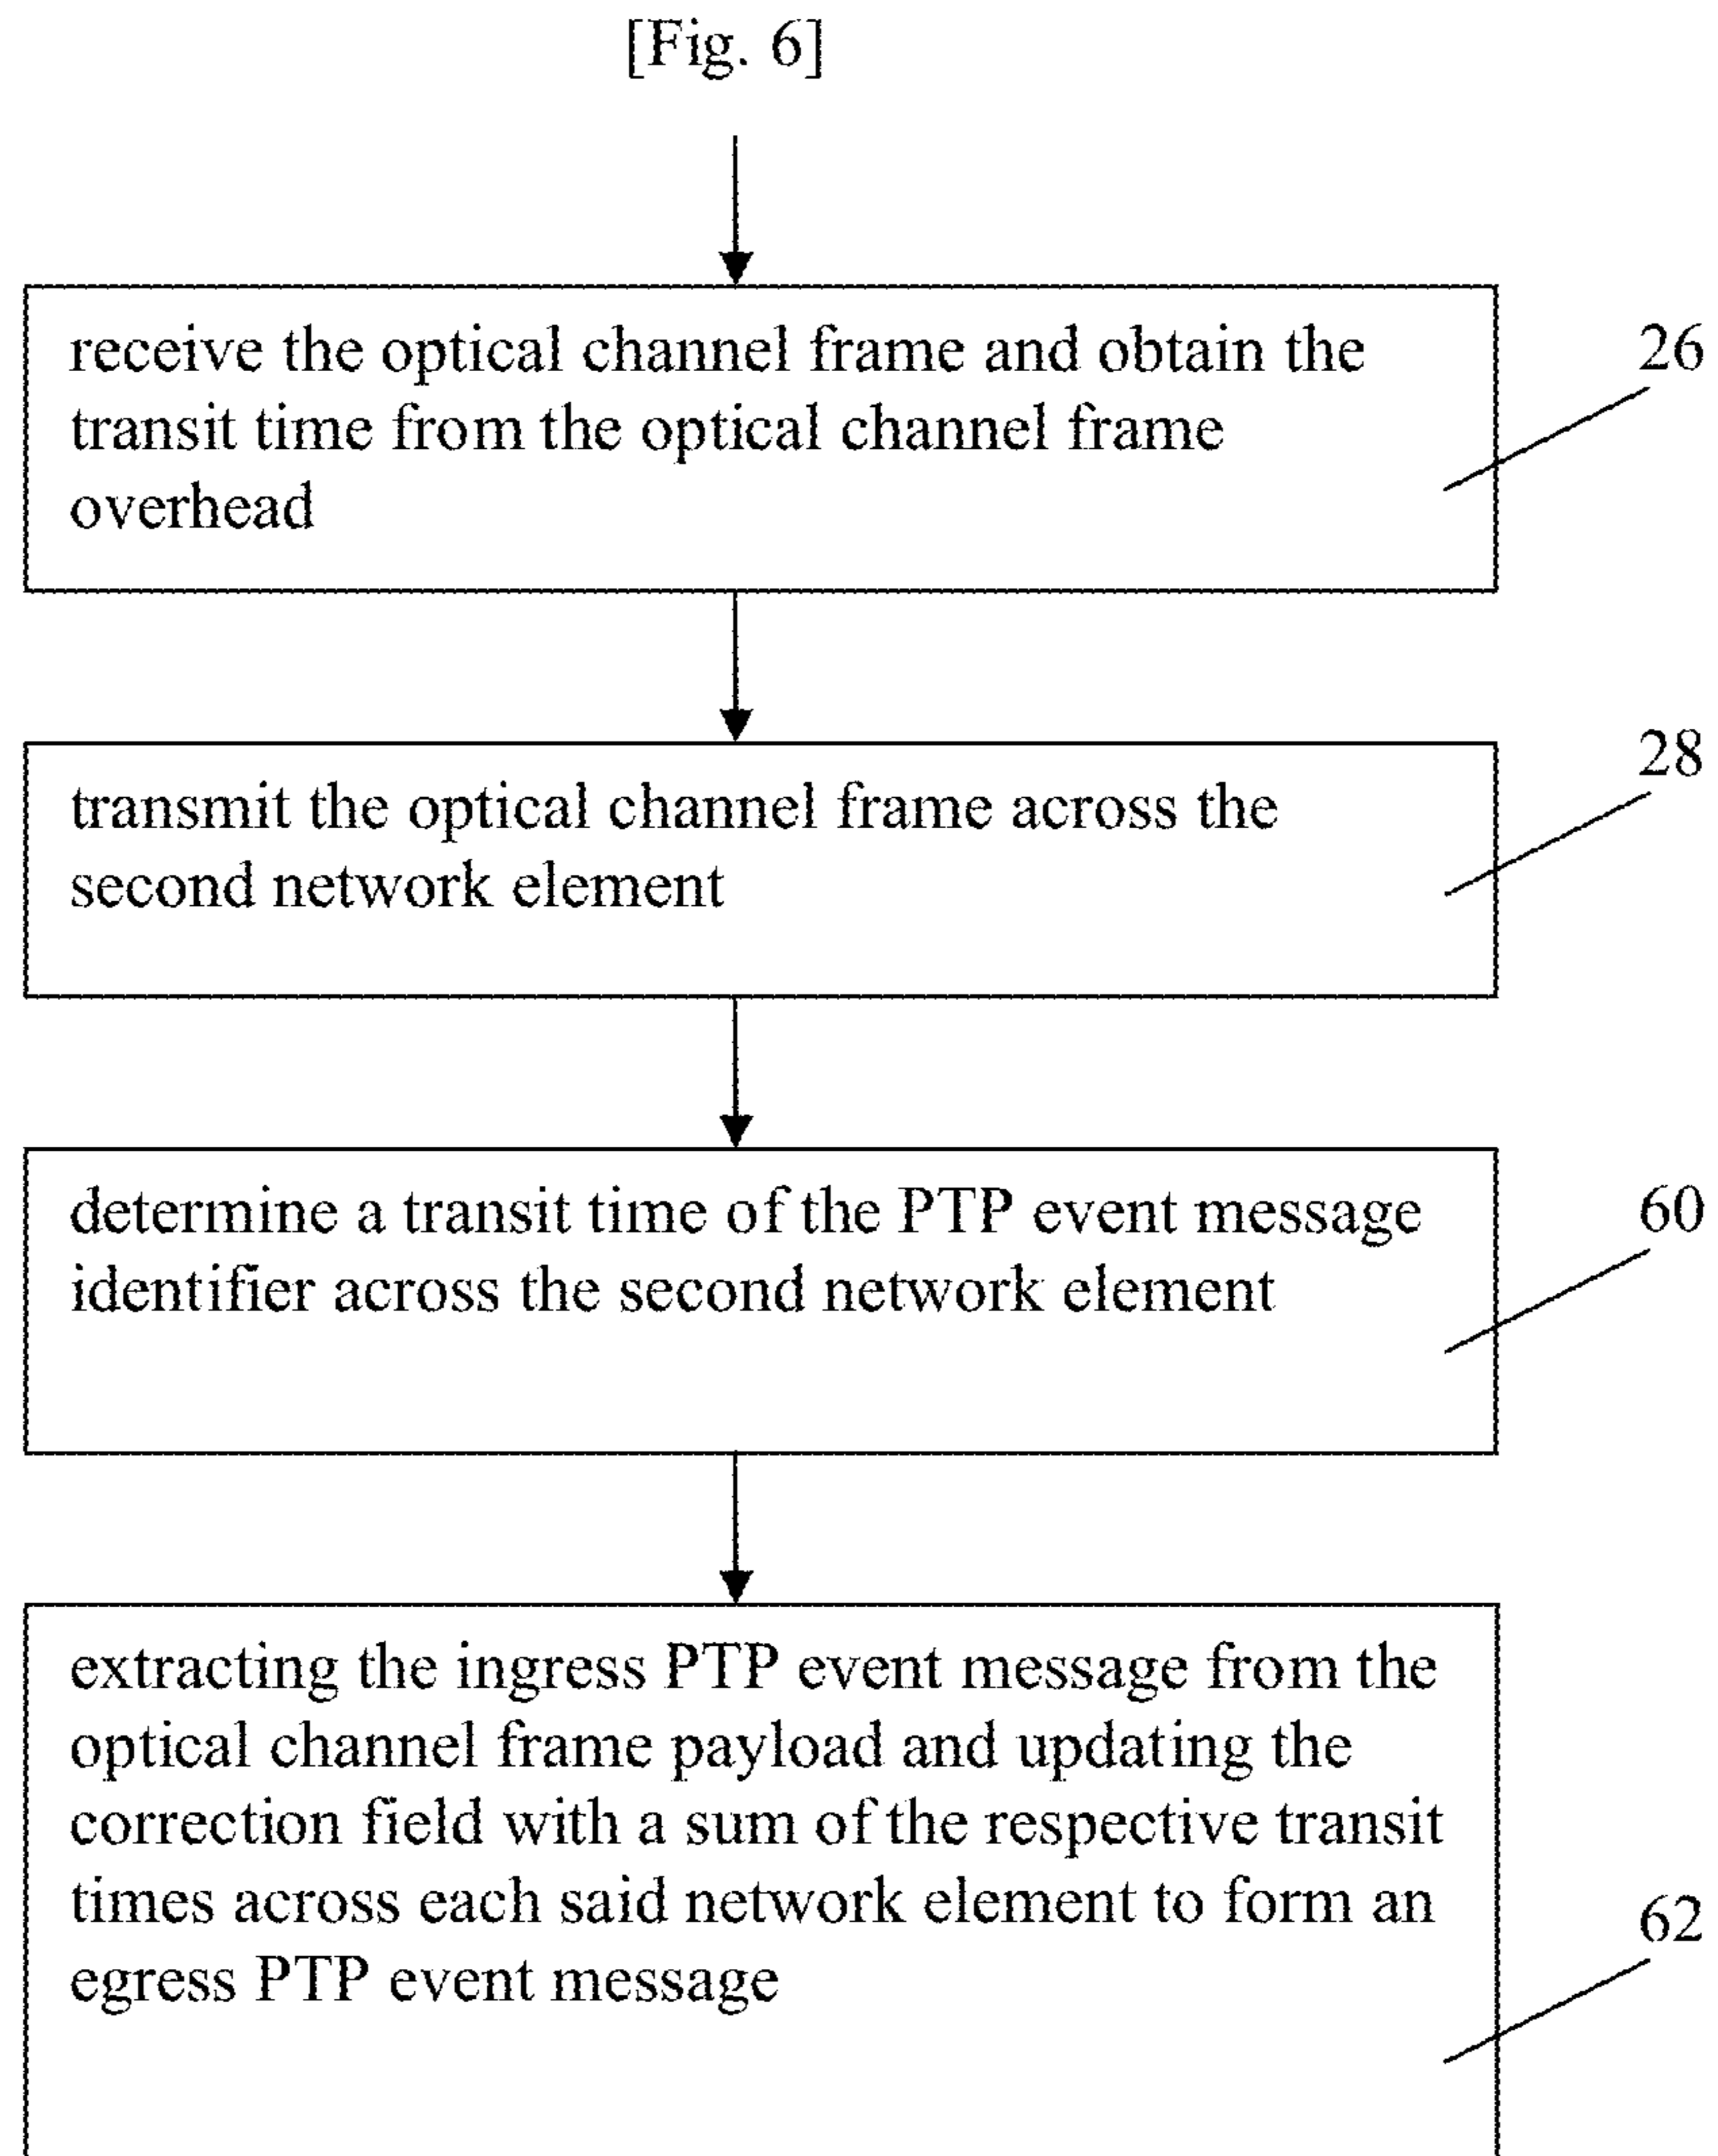 [Fig. 6]
receive the optical channel frame and obtain the
transit time from the optical channel frame
overhead
26
transmit the optical channel frame across the
second network element
28
determine a transit time of the PTP event message
identifier across the second network element
60
extracting the ingress PTP event message from the
optical channel frame payload and updating the
correction field with a sum of the respective transit
times across each said network element to form an
egress PTP event message
62